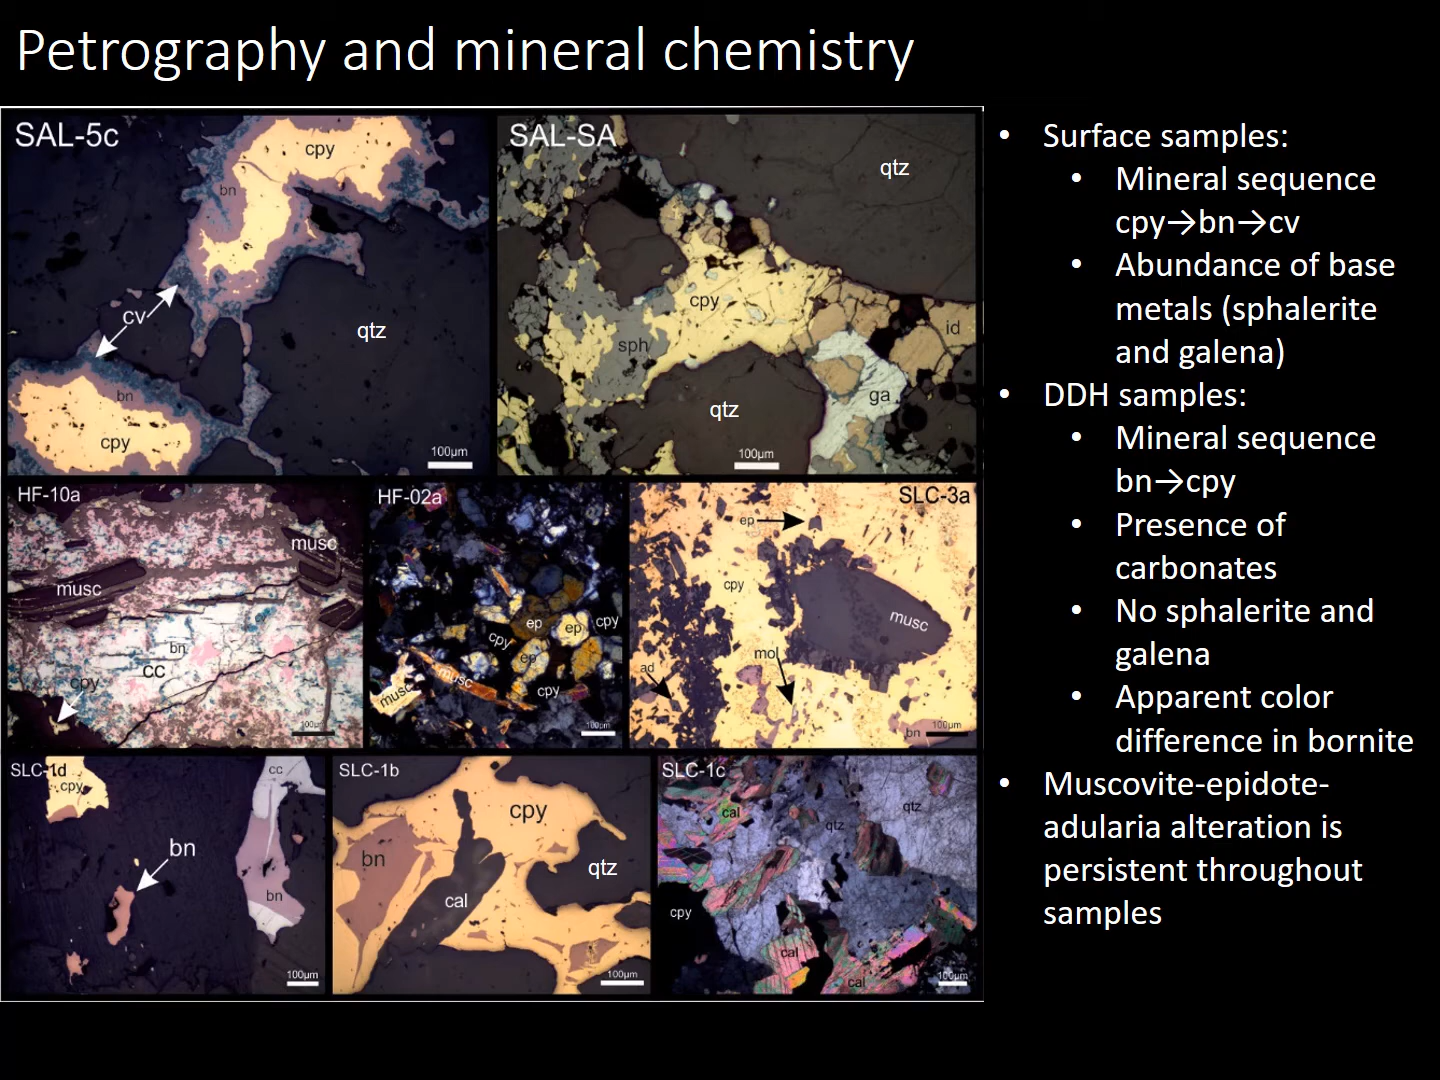 Petrography and mineral chemistry
SAL-5c
cpy
bn
cv
qtz
bn
cpy
100µm
SAL-SA
qtz
cpy
id
sph
ga
qtz
100µm
HF-10a
musc
musc
bn
cc
cpy
100µm
HF-02a
ep
ep
cpy
cpy
ep
musc
musc
cpy
100µm
SLC-3a
ep
cpy
musc
mol
ad
bn
100µm
SLC-1d
cpy
cc
bn
bn
100µm
SLC-1b
cpy
bn
qtz
cal
100µm
SLC-1c
cal
qtz
qtz
cpy
cal
cal
100µm
• Surface samples:
• Mineral sequence
cpy→bn→cv
• Abundance of base
metals (sphalerite
and galena)
• DDH samples:
• Mineral sequence
bn→cpy
• Presence of
carbonates
• No sphalerite and
galena
• Apparent color
difference in bornite
• Muscovite-epidote-
adularia alteration is
persistent throughout
samples